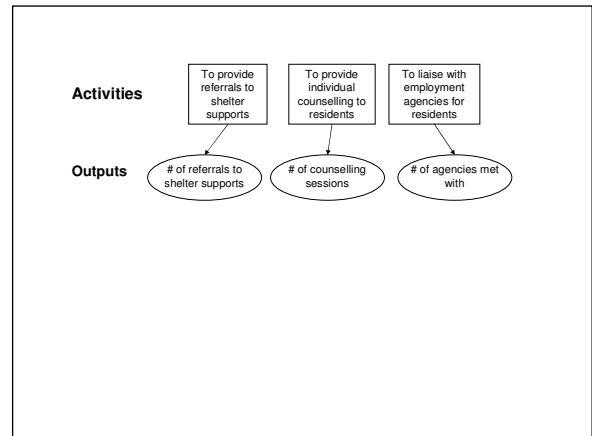 Activities
To provide
referrals to
shelter
supports
To provide
individual
counselling to
residents
To liaise with
employment
agencies for
residents
Outputs
# of referrals to
shelter supports
# of counselling
sessions
# of agencies met
with